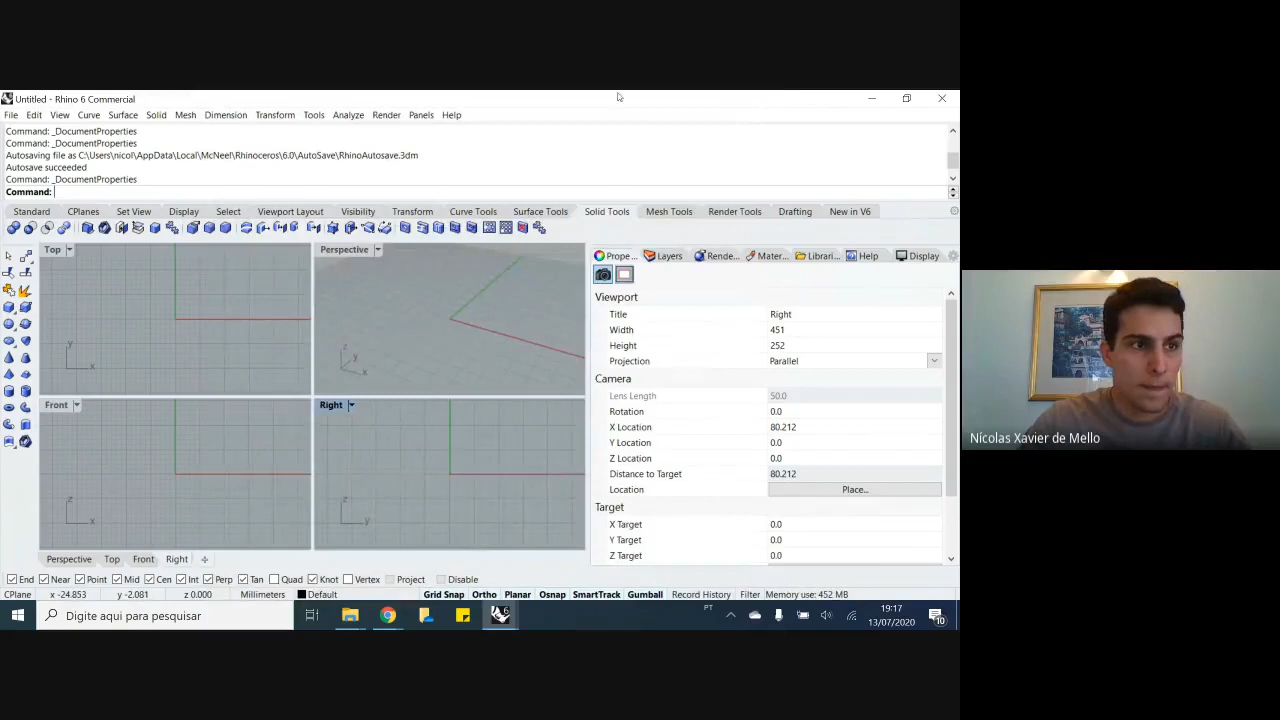 Untitled - Rhino 6 Commercial
File Edit View Curve Surface Solid Mesh Dimension Transform Tools Analyze Render Panels Help
Command: _DocumentProperties
Command: _DocumentProperties
Autosaving file as C:\Users\nicol\AppData\Local\McNeel\Rhinoceros\6.0\AutoSave\RhinoAutosave.3dm
Autosave succeeded
Command: _DocumentProperties
Command:
Standard CPlanes Set View Display Select Viewport Layout Visibility Transform Curve Tools Surface Tools Solid Tools Mesh Tools Render Tools Drafting New in V6
Top
y
x
Perspective
z
y
x
Front
z
x
Right
z
y
Prope... Layers Rende... Mater... Librari... Help Display
Viewport
Title Right
Width 451
Height 252
Projection Parallel
Camera
Lens Length 50.0
Rotation 0.0
X Location 80.212
Y Location 0.0
Z Location 0.0
Distance to Target 80.212
Location Place...
Target
X Target 0.0
Y Target 0.0
Z Target 0.0
Perspective Top Front Right
End Near Point Mid Cen Int Perp Tan Quad Knot Vertex Project Disable
CPlane x -24.853 y -2.081 z 0.000 Millimeters Default Grid Snap Ortho Planar Osnap SmartTrack Gumball Record History Filter Memory use: 452 MB
Digite aqui para pesquisar
6
PT
19:17
13/07/2020
10
Nícolas Xavier de Mello